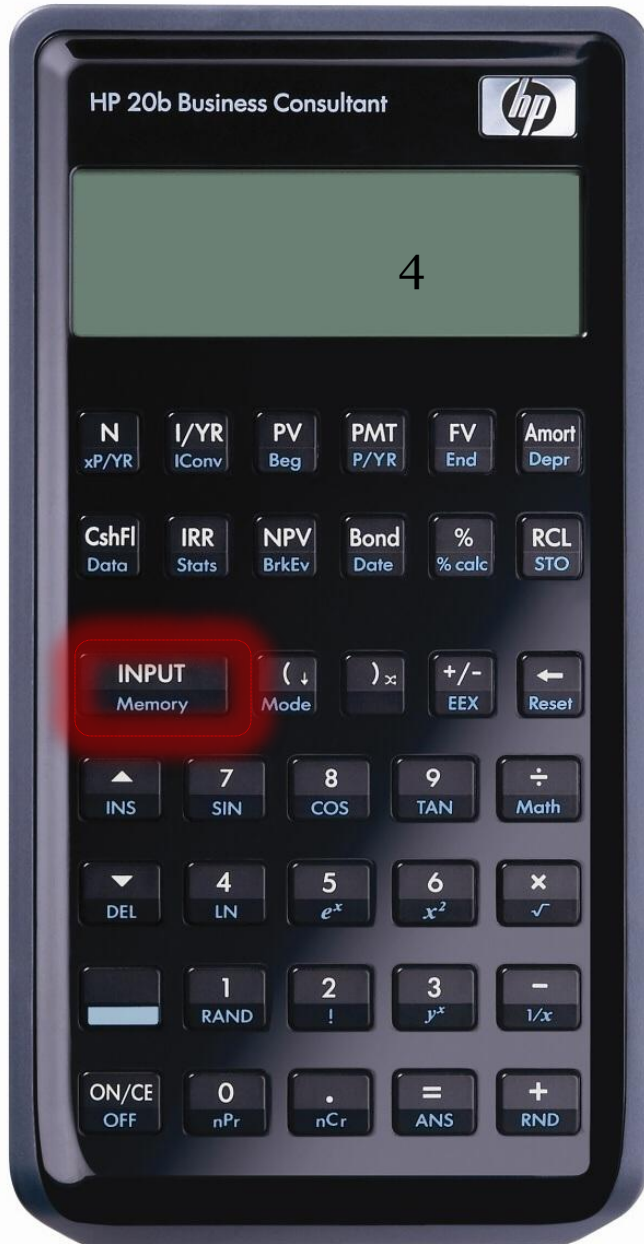 HP 20b Business Consultant
hp
4
N I/YR PV PMT FV Amort
xP/YR IConv Beg P/YR End Depr
CshFl IRR NPV Bond % RCL
Data Stats BrkEv Date % calc STO
INPUT ( ↓ ) ⤮ +/- ←
Memory Mode EEX Reset
▲ 7 8 9 ÷
INS SIN COS TAN Math
▼ 4 5 6 ×
DEL LN eˣ x² √
1 2 3 −
RAND ! yˣ 1/x
ON/CE 0 . = +
OFF nPr nCr ANS RND